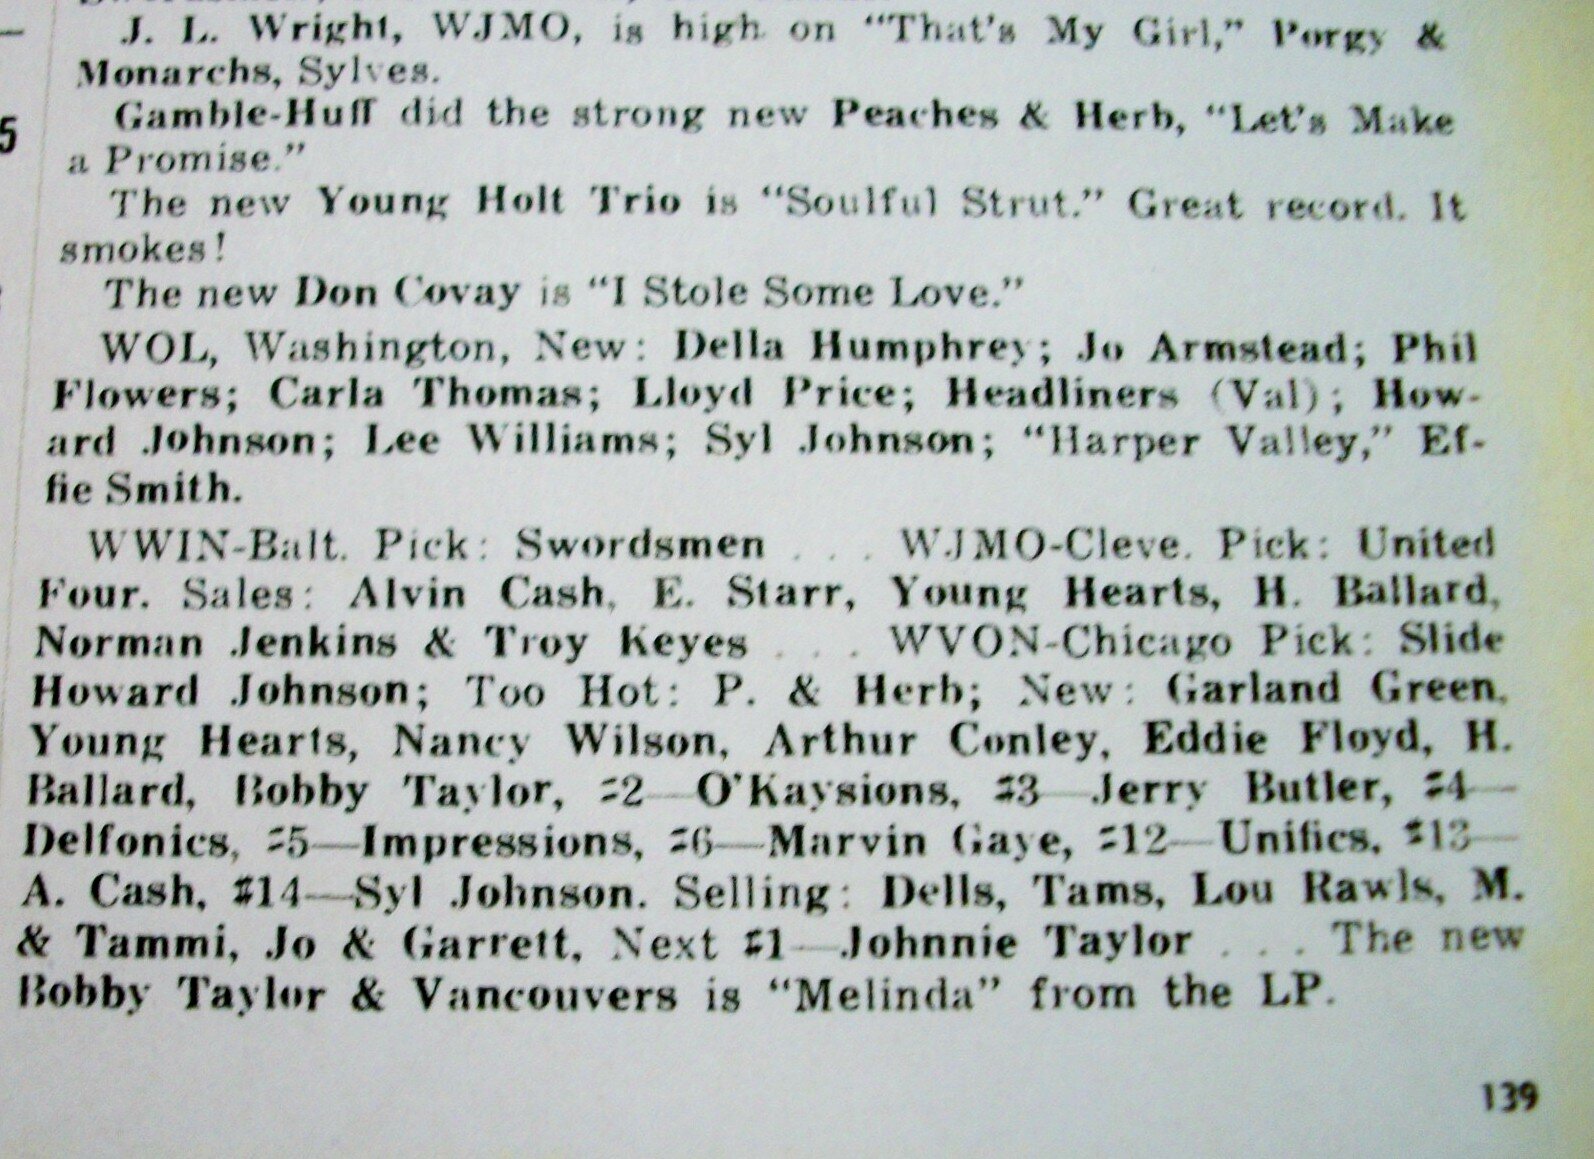 J. L. Wright, WJMO, is high on “That's My Girl,” Porgy &
Monarchs, Sylves.
Gamble-Huff did the strong new Peaches & Herb, “Let's Make
5
a Promise.”
The new Young Holt Trio is “Soulful Strut.” Great record. It
smokes!
The new Don Covay is “I Stole Some Love.”
WOL, Washington, New: Della Humphrey; Jo Armstead; Phil
Flowers; Carla Thomas; Lloyd Price; Headliners (Val); How-
ard Johnson; Lee Williams; Syl Johnson; “Harper Valley,” Ef-
fie Smith.
WWIN-Balt. Pick: Swordsmen . . . WJMO-Cleve. Pick: United
Four. Sales: Alvin Cash, E. Starr, Young Hearts, H. Ballard,
Norman Jenkins & Troy Keyes . . . WVON-Chicago Pick: Slide
Howard Johnson; Too Hot: P. & Herb; New: Garland Green,
Young Hearts, Nancy Wilson, Arthur Conley, Eddie Floyd, H.
Ballard, Bobby Taylor, #2—O'Kaysions, #3—Jerry Butler, #4—
Delfonics, #5—Impressions, #6—Marvin Gaye, #12—Unifics, #13—
A. Cash, #14—Syl Johnson. Selling: Dells, Tams, Lou Rawls, M.
& Tammi, Jo & Garrett, Next #1—Johnnie Taylor . . . The new
Bobby Taylor & Vancouvers is “Melinda” from the LP.
139